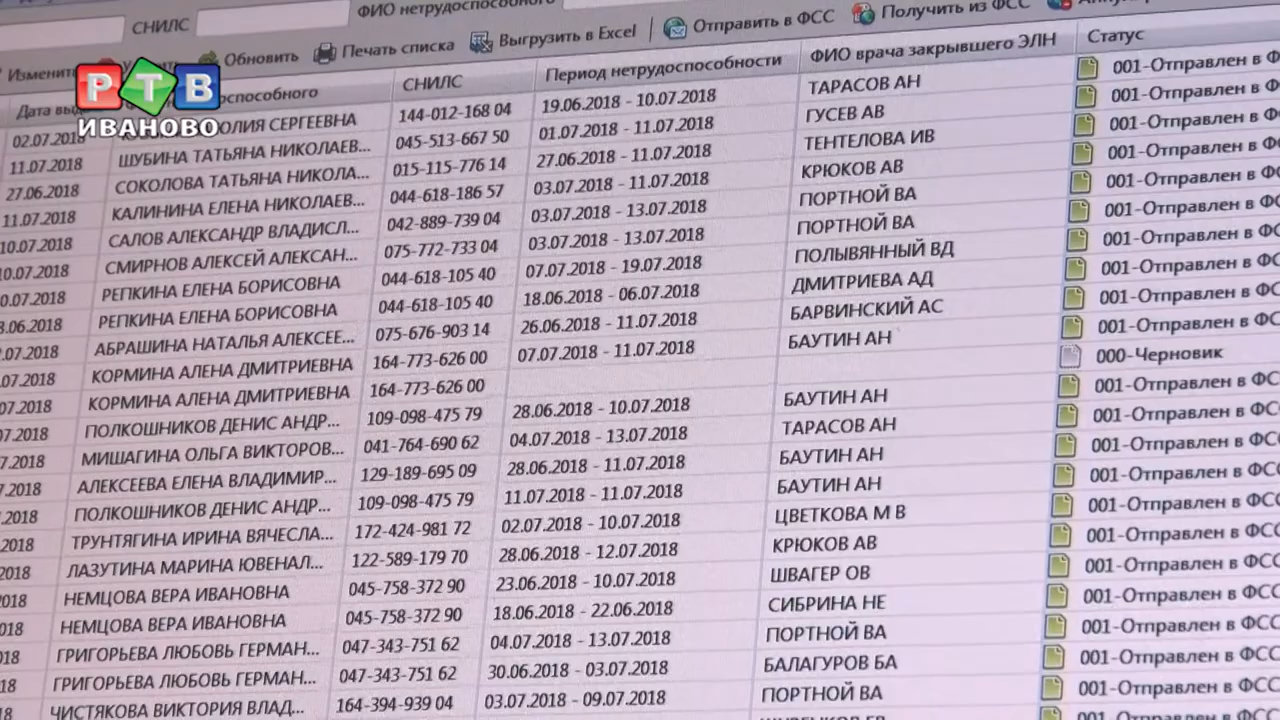 СНИЛС ФИО нетрудоспособного
Изменить Обновить Печать списка Выгрузить в Excel Отправить в ФСС Получить из ФСС
РТВ
ИВАНОВО
Дата СНИЛС Период нетрудоспособности ФИО врача закрывшего ЭЛН Статус
02.07.2018 СЕРГЕЕВНА 144-012-168 04 19.06.2018 - 10.07.2018 ТАРАСОВ АН 001-Отправлен в Ф
11.07.2018 ШУБИНА ТАТЬЯНА НИКОЛАЕВ... 045-513-667 50 01.07.2018 - 11.07.2018 ГУСЕВ АВ 001-Отправлен в Ф
27.06.2018 СОКОЛОВА ТАТЬЯНА НИКОЛА... 015-115-776 14 27.06.2018 - 11.07.2018 ТЕНТЕЛОВА ИВ 001-Отправлен в Ф
11.07.2018 КАЛИНИНА ЕЛЕНА НИКОЛАЕВ... 044-618-186 57 03.07.2018 - 11.07.2018 КРЮКОВ АВ 001-Отправлен в Ф
10.07.2018 САЛОВ АЛЕКСАНДР ВЛАДИСЛ... 042-889-739 04 03.07.2018 - 13.07.2018 ПОРТНОЙ ВА 001-Отправлен в Ф
0.07.2018 СМИРНОВ АЛЕКСЕЙ АЛЕКСАН... 075-772-733 04 03.07.2018 - 13.07.2018 ПОРТНОЙ ВА 001-Отправлен в Ф
0.07.2018 РЕПКИНА ЕЛЕНА БОРИСОВНА 044-618-105 40 07.07.2018 - 19.07.2018 ПОЛЫВЯННЫЙ ВД 001-Отправлен в Ф
8.06.2018 РЕПКИНА ЕЛЕНА БОРИСОВНА 044-618-105 40 18.06.2018 - 06.07.2018 ДМИТРИЕВА АД 001-Отправлен в Ф
.07.2018 АБРАШИНА НАТАЛЬЯ АЛЕКСЕЕ... 075-676-903 14 26.06.2018 - 11.07.2018 БАРВИНСКИЙ АС 001-Отправлен в Ф
.07.2018 КОРМИНА АЛЕНА ДМИТРИЕВНА 164-773-626 00 07.07.2018 - 11.07.2018 БАУТИН АН 001-Отправлен в Ф
07.2018 КОРМИНА АЛЕНА ДМИТРИЕВНА 164-773-626 00 000-Черновик
07.2018 ПОЛКОШНИКОВ ДЕНИС АНДР... 109-098-475 79 28.06.2018 - 10.07.2018 БАУТИН АН 001-Отправлен в ФС
7.2018 МИШАГИНА ОЛЬГА ВИКТОРОВ... 041-764-690 62 04.07.2018 - 13.07.2018 ТАРАСОВ АН 001-Отправлен в ФС
7.2018 АЛЕКСЕЕВА ЕЛЕНА ВЛАДИМИР... 129-189-695 09 28.06.2018 - 11.07.2018 БАУТИН АН 001-Отправлен в ФС
.2018 ПОЛКОШНИКОВ ДЕНИС АНДР... 109-098-475 79 11.07.2018 - 11.07.2018 БАУТИН АН 001-Отправлен в ФС
.2018 ТРУНТЯГИНА ИРИНА ВЯЧЕСЛА... 172-424-981 72 02.07.2018 - 10.07.2018 ЦВЕТКОВА М В 001-Отправлен в ФС
2018 ЛАЗУТИНА МАРИНА ЮВЕНАЛ... 122-589-179 70 28.06.2018 - 12.07.2018 КРЮКОВ АВ 001-Отправлен в ФС
018 НЕМЦОВА ВЕРА ИВАНОВНА 045-758-372 90 23.06.2018 - 10.07.2018 ШВАГЕР ОВ 001-Отправлен в ФСС
018 НЕМЦОВА ВЕРА ИВАНОВНА 045-758-372 90 18.06.2018 - 22.06.2018 СИБРИНА НЕ 001-Отправлен в ФСС
18 ГРИГОРЬЕВА ЛЮБОВЬ ГЕРМАН... 047-343-751 62 04.07.2018 - 13.07.2018 ПОРТНОЙ ВА 001-Отправлен в ФСС
18 ГРИГОРЬЕВА ЛЮБОВЬ ГЕРМАН... 047-343-751 62 30.06.2018 - 03.07.2018 БАЛАГУРОВ БА 001-Отправлен в ФСС
8 ЧИСТЯКОВА ВИКТОРИЯ ВЛАД... 164-394-939 04 03.07.2018 - 09.07.2018 ПОРТНОЙ ВА 001-Отправлен в ФСС